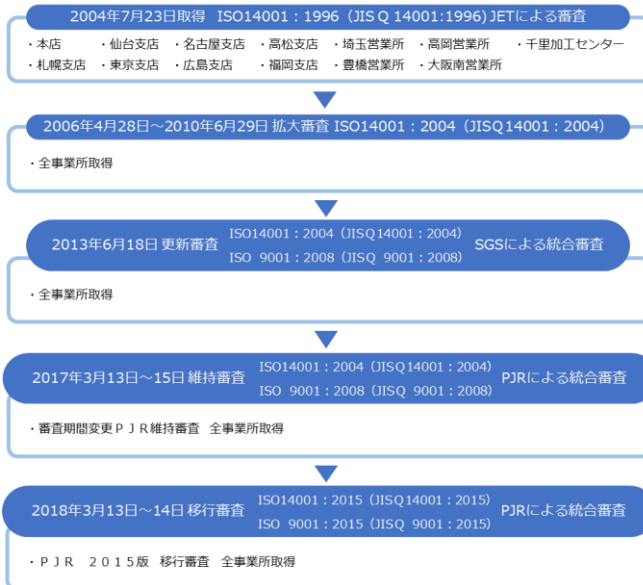 2004年7月23日取得 ISO14001：1996（JIS Q 14001:1996) JETによる審査
・本店 ・仙台支店 ・名古屋支店 ・高松支店 ・埼玉営業所 ・高岡営業所 ・千里加工センター
・札幌支店 ・東京支店 ・広島支店 ・福岡支店 ・豊橋営業所 ・大阪南営業所
2006年4月28日～2010年6月29日 拡大審査 ISO14001：2004（JISQ14001：2004）
・全事業所取得
2013年6月18日 更新審査 ISO14001：2004（JISQ14001：2004） SGSによる統合審査
ISO 9001：2008（JISQ 9001：2008）
・全事業所取得
2017年3月13日～15日 維持審査 ISO14001：2004（JISQ14001：2004） PJRによる統合審査
ISO 9001：2008（JISQ 9001：2008）
・審査期間変更ＰＪＲ維持審査 全事業所取得
2018年3月13日～14日 移行審査 ISO14001：2015（JISQ14001：2015） PJRによる統合審査
ISO 9001：2015（JISQ 9001：2015）
・ＰＪＲ ２０１５版 移行審査 全事業所取得